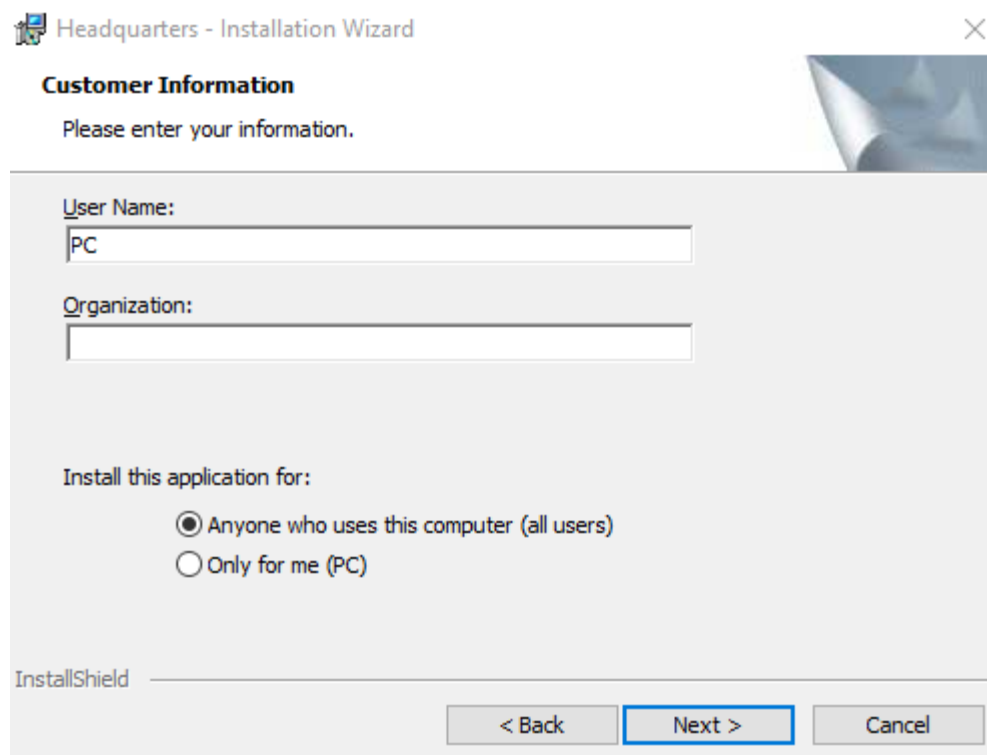 Headquarters - Installation Wizard
Customer Information
Please enter your information.
User Name:
PC
Organization:
Install this application for:
Anyone who uses this computer (all users)
Only for me (PC)
InstallShield
< Back Next > Cancel